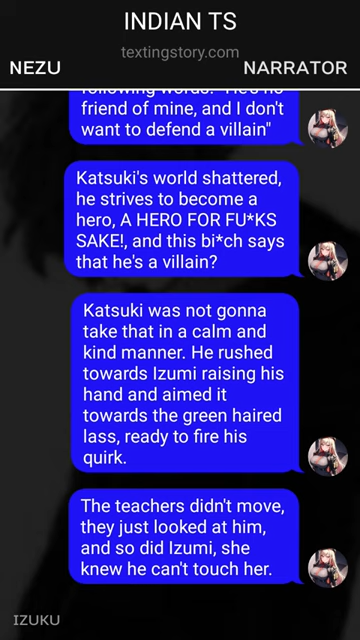 INDIAN TS
textingstory.com
NEZU
NARRATOR
following words: "He's no
friend of mine, and I don't
want to defend a villain"
Katsuki's world shattered,
he strives to become a
hero, A HERO FOR FU*KS
SAKE!, and this bi*ch says
that he's a villain?
Katsuki was not gonna
take that in a calm and
kind manner. He rushed
towards Izumi raising his
hand and aimed it
towards the green haired
lass, ready to fire his
quirk.
The teachers didn't move,
they just looked at him,
and so did Izumi, she
knew he can't touch her.
IZUKU